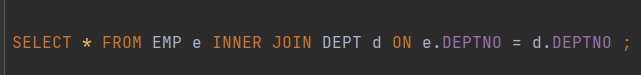 SELECT * FROM EMP e INNER JOIN DEPT d ON e.DEPTNO = d.DEPTNO ;